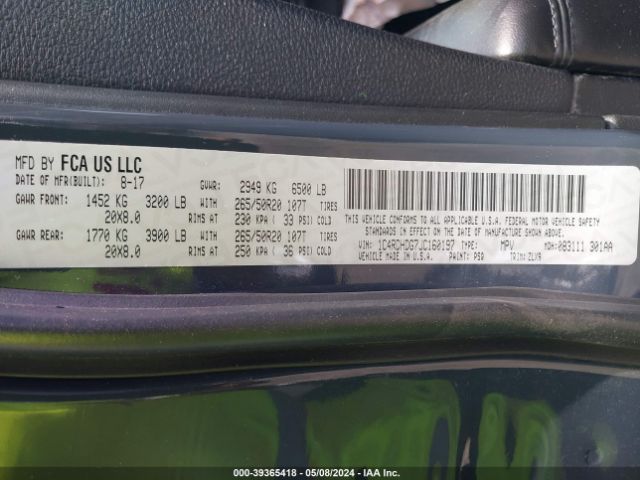 MFD BY FCA US LLC
DATE OF MFR(BUILT): 8-17 GVWR: 2949 KG 6500 LB
GAWR FRONT: 1452 KG 3200 LB WITH 265/50R20 107T TIRES
20X8.0 RIMS AT 230 KPA ( 33 PSI) COLD
GAWR REAR: 1770 KG 3900 LB WITH 265/50R20 107T TIRES
20X8.0 RIMS AT 250 KPA ( 36 PSI) COLD
THIS VEHICLE CONFORMS TO ALL APPLICABLE U.S.A. FEDERAL MOTOR VEHICLE SAFETY
STANDARDS IN EFFECT ON THE DATE OF MANUFACTURE SHOWN ABOVE.
VIN: 1C4RDHDG7JC160197 TYPE: MPV MDH: 083111 301AA
VEHICLE MADE IN U.S.A. PAINT: PSQ TRIM: ZLX9
000-39365418 - 05/08/2024 - IAA Inc.